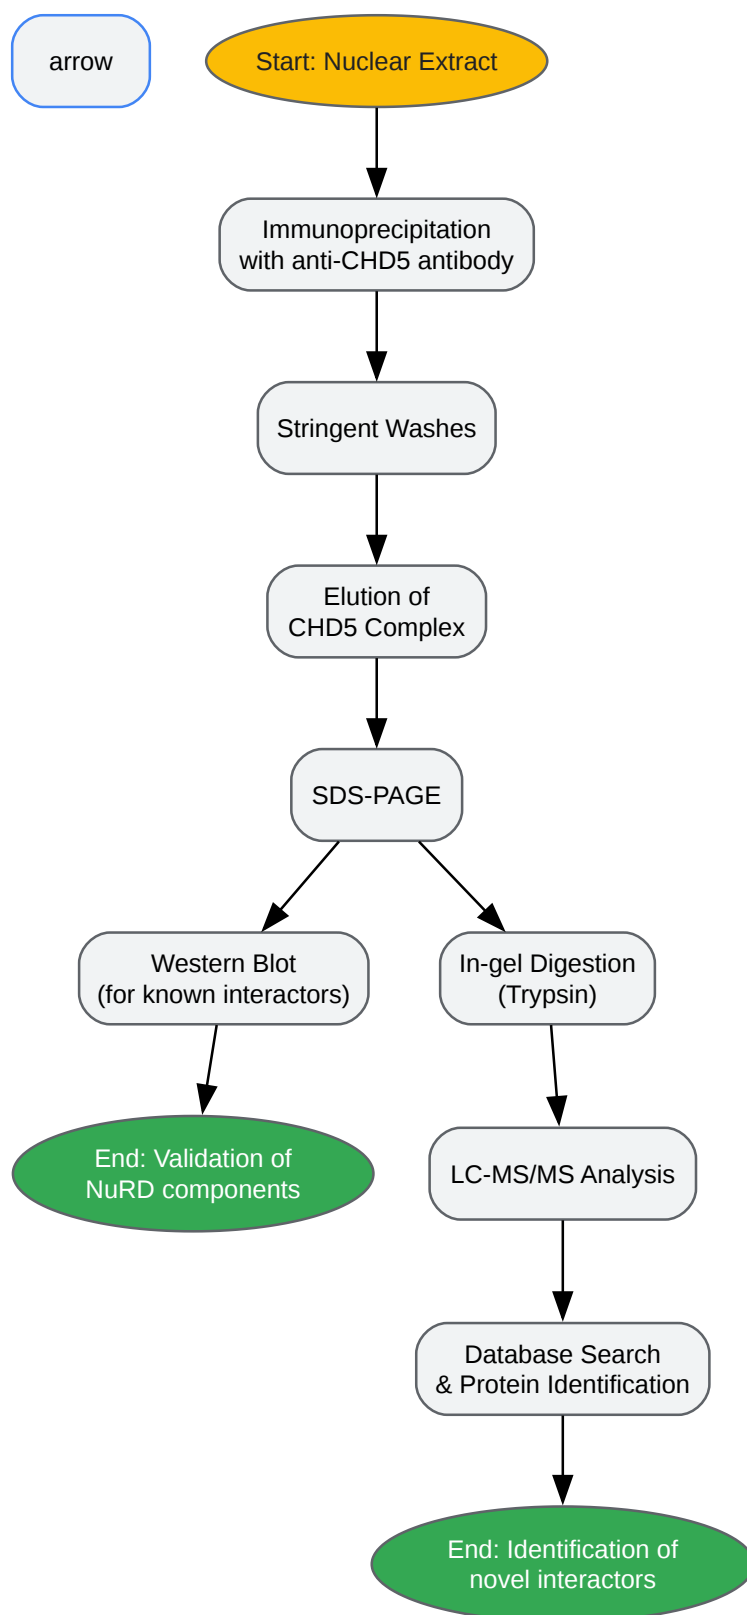 arrow
Start: Nuclear Extract
Immunoprecipitation
with anti-CHD5 antibody
Stringent Washes
Elution of
CHD5 Complex
SDS-PAGE
Western Blot
(for known interactors)
In-gel Digestion
(Trypsin)
End: Validation of
NuRD components
LC-MS/MS Analysis
Database Search
& Protein Identification
End: Identification of
novel interactors